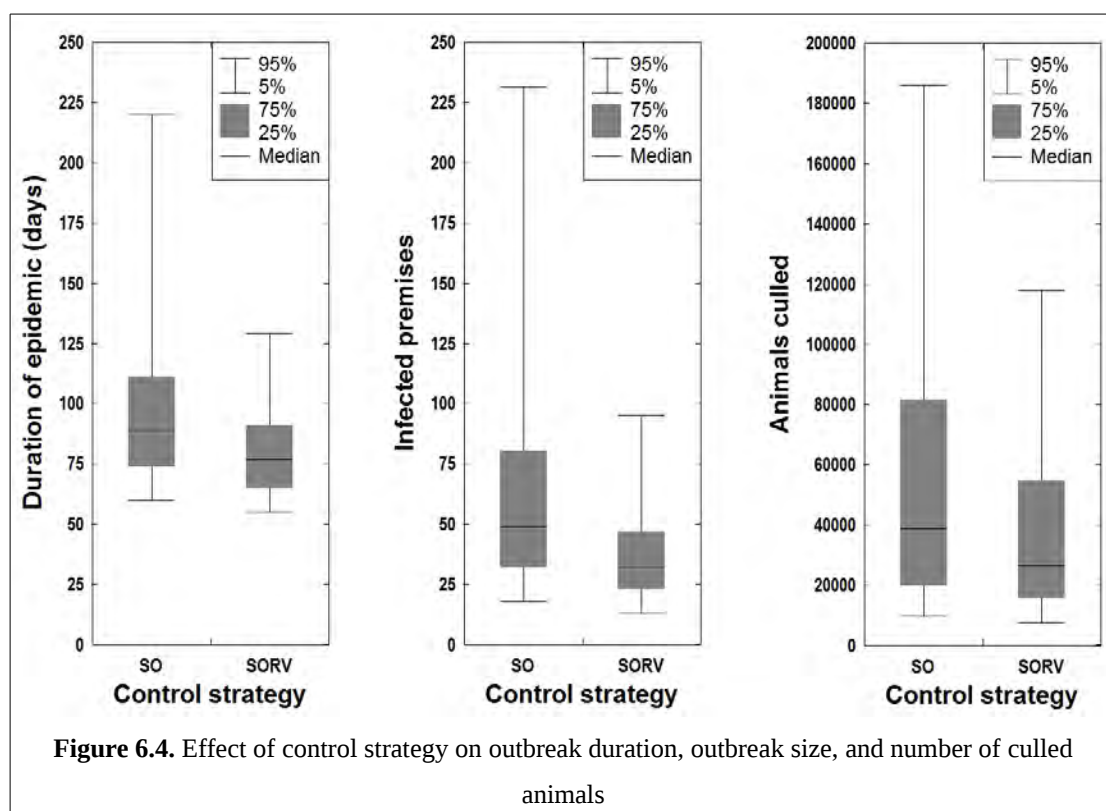 250
225
200
175
150
125
100
75
50
25
0
Duration of epidemic (days)
95%
5%
75%
25%
Median
SO
SORV
Control strategy
250
225
200
175
150
125
100
75
50
25
0
Infected premises
95%
5%
75%
25%
Median
SO
SORV
Control strategy
200000
180000
160000
140000
120000
100000
80000
60000
40000
20000
0
Animals culled
95%
5%
75%
25%
Median
SO
SORV
Control strategy
Figure 6.4. Effect of control strategy on outbreak duration, outbreak size, and number of culled
animals